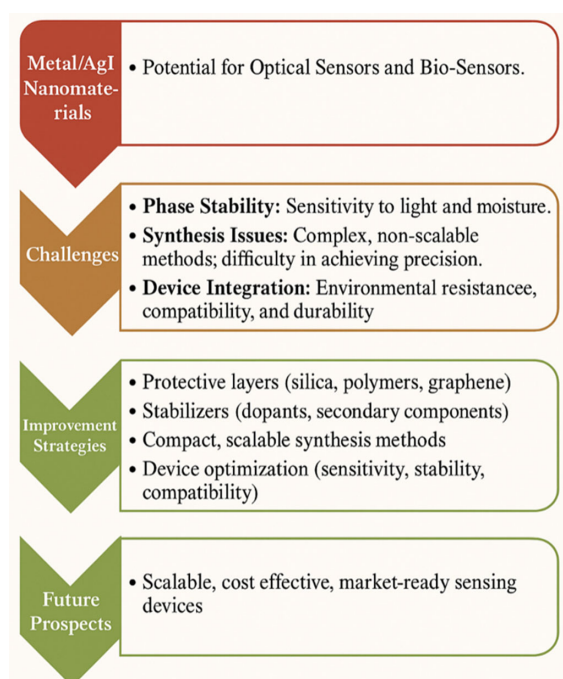 Metal/AgI
Nanomate-
rials
• Potential for Optical Sensors and Bio-Sensors.
Challenges
• Phase Stability: Sensitivity to light and moisture.
• Synthesis Issues: Complex, non-scalable
methods; difficulty in achieving precision.
• Device Integration: Environmental resistancee,
compatibility, and durability
Improvement
Strategies
• Protective layers (silica, polymers, graphene)
• Stabilizers (dopants, secondary components)
• Compact, scalable synthesis methods
• Device optimization (sensitivity, stability,
compatibility)
Future
Prospects
• Scalable, cost effective, market-ready sensing
devices